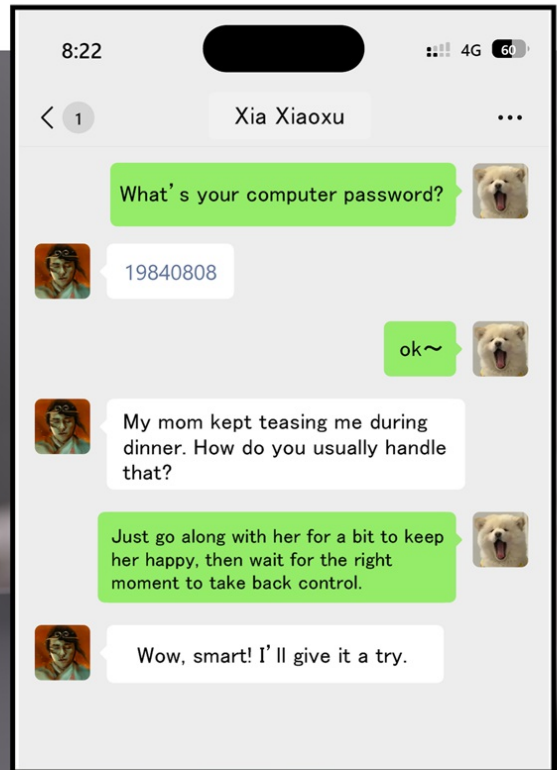 8:22
4G 60
1 Xia Xiaoxu ...
What's your computer password?
19840808
ok～
My mom kept teasing me during
dinner. How do you usually handle
that?
Just go along with her for a bit to keep
her happy, then wait for the right
moment to take back control.
Wow, smart! I'll give it a try.